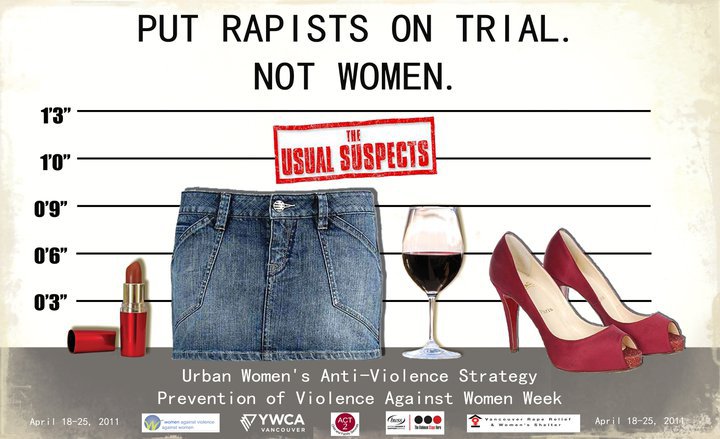 PUT RAPISTS ON TRIAL.
NOT WOMEN.
1'3”
1'0”
0'9”
0'6”
0'3”
THE
USUAL SUSPECTS
Urban Women's Anti-Violence Strategy
Prevention of Violence Against Women Week
April 18-25, 2011
women against violence
against women
YWCA
VANCOUVER
ACT
2
Vancouver Rape Relief
& Women's Shelter
April 18-25, 2011